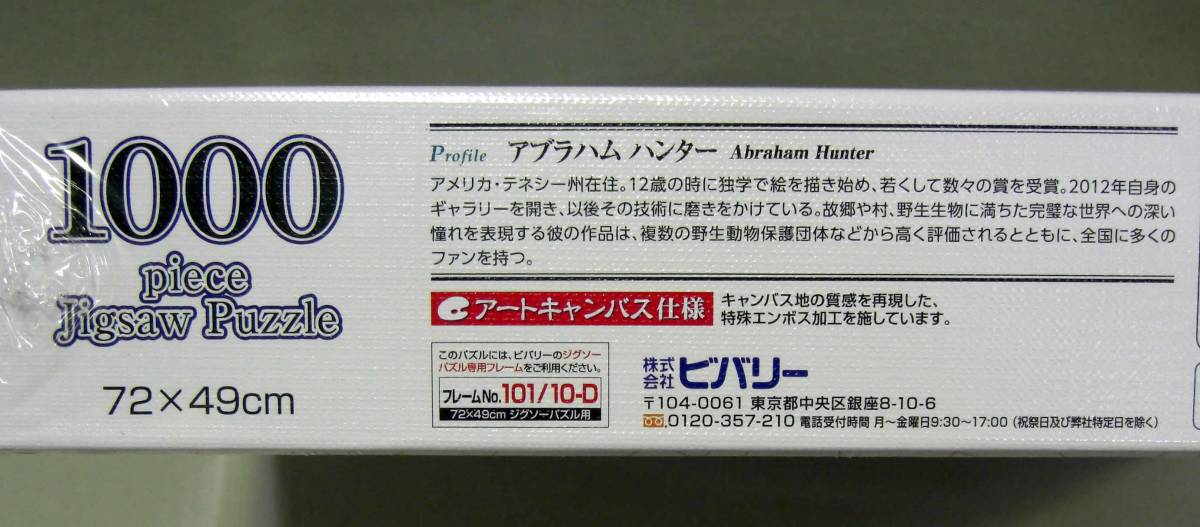 1000
piece
Jigsaw Puzzle
72×49cm
Profile アブラハム ハンター Abraham Hunter
アメリカ・テネシー州在住。12歳の時に独学で絵を描き始め、若くして数々の賞を受賞。2012年自身の
ギャラリーを開き、以後その技術に磨きをかけている。故郷や村、野生生物に満ちた完璧な世界への深い
憧れを表現する彼の作品は、複数の野生動物保護団体などから高く評価されるとともに、全国に多くの
ファンを持つ。
アートキャンバス仕様
キャンバス地の質感を再現した、
特殊エンボス加工を施しています。
このパズルには、ビバリーのジグソー
パズル専用フレームをご利用ください。
フレームNo.101/10-D
72×49cm ジグソーパズル用
株式会社 ビバリー
〒104-0061 東京都中央区銀座8-10-6
0120-357-210 電話受付時間 月〜金曜日9:30〜17:00 (祝祭日及び弊社特定日を除く)